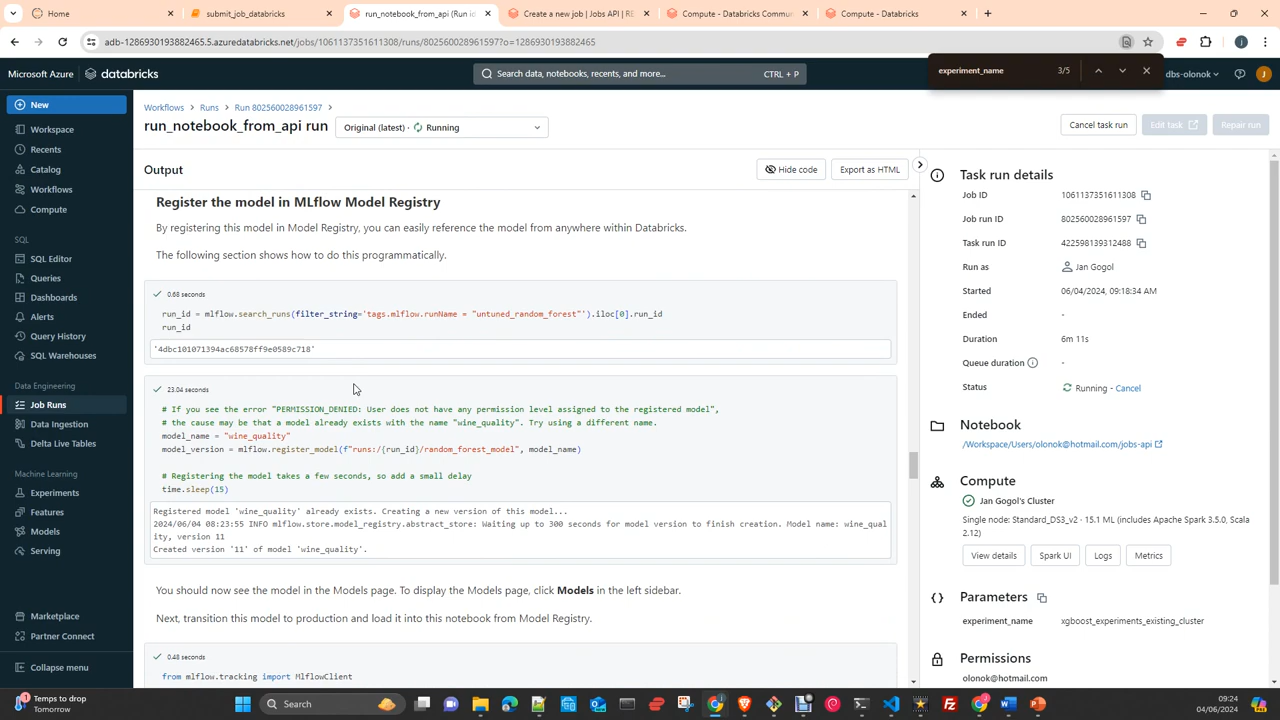 Home
submit_job_databricks
run_notebook_from_api (Run id
Create a new job | Jobs API | RE
Compute - Databricks Commun
Compute - Databricks
adb-1286930193882465.5.azuredatabricks.net/jobs/1061137351611308/runs/802560028961597?o=1286930193882465
experiment_name 3/5
Microsoft Azure databricks
Search data, notebooks, recents, and more... CTRL + P
dbs-olonok J
New
Workspace
Recents
Catalog
Workflows
Compute
SQL
SQL Editor
Queries
Dashboards
Alerts
Query History
SQL Warehouses
Data Engineering
Job Runs
Data Ingestion
Delta Live Tables
Machine Learning
Experiments
Features
Models
Serving
Marketplace
Partner Connect
Collapse menu
Workflows > Runs > Run 802560028961597 >
run_notebook_from_api run
Original (latest) · Running
Cancel task run Edit task Repair run
Output
Hide code Export as HTML
Register the model in MLflow Model Registry
By registering this model in Model Registry, you can easily reference the model from anywhere within Databricks.
The following section shows how to do this programmatically.
0.68 seconds
run_id = mlflow.search_runs(filter_string='tags.mlflow.runName = "untuned_random_forest"').iloc[0].run_id
run_id
'4dbc101071394ac68578ff9e0589c718'
23.04 seconds
# If you see the error "PERMISSION_DENIED: User does not have any permission level assigned to the registered model",
# the cause may be that a model already exists with the name "wine_quality". Try using a different name.
model_name = "wine_quality"
model_version = mlflow.register_model(f"runs:/{run_id}/random_forest_model", model_name)
# Registering the model takes a few seconds, so add a small delay
time.sleep(15)
Registered model 'wine_quality' already exists. Creating a new version of this model...
2024/06/04 08:23:55 INFO mlflow.store.model_registry.abstract_store: Waiting up to 300 seconds for model version to finish creation. Model name: wine_qual
ity, version 11
Created version '11' of model 'wine_quality'.
You should now see the model in the Models page. To display the Models page, click Models in the left sidebar.
Next, transition this model to production and load it into this notebook from Model Registry.
0.48 seconds
from mlflow.tracking import MlflowClient
Task run details
Job ID 1061137351611308
Job run ID 802560028961597
Task run ID 422598139312488
Run as Jan Gogol
Started 06/04/2024, 09:18:34 AM
Ended -
Duration 6m 11s
Queue duration -
Status Running - Cancel
Notebook
/Workspace/Users/olonok@hotmail.com/jobs-api
Compute
Jan Gogol's Cluster
Single node: Standard_DS3_v2 · 15.1 ML (includes Apache Spark 3.5.0, Scala
2.12)
View details Spark UI Logs Metrics
Parameters
experiment_name xgboost_experiments_existing_cluster
Permissions
olonok@hotmail.com
Temps to drop
Tomorrow
Search
09:24
04/06/2024